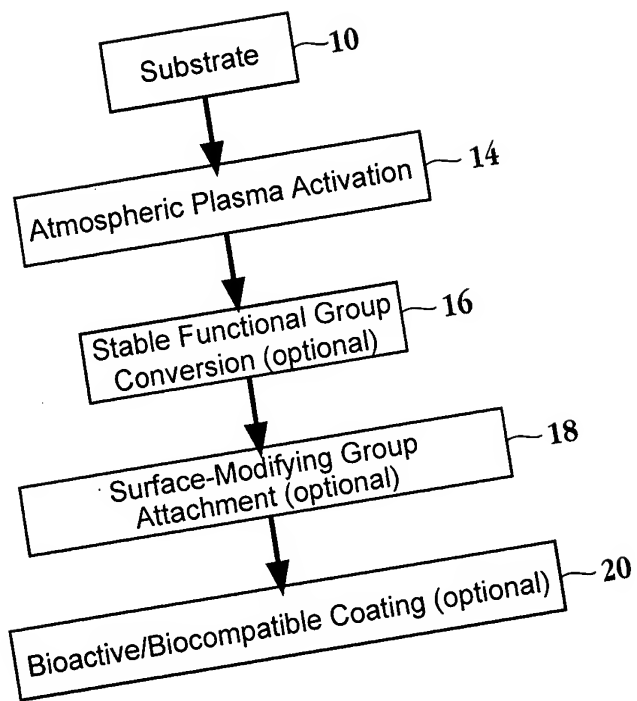 Substrate
10
Atmospheric Plasma Activation
14
Stable Functional Group
Conversion (optional)
16
Surface-Modifying Group
Attachment (optional)
18
Bioactive/Biocompatible Coating (optional)
20